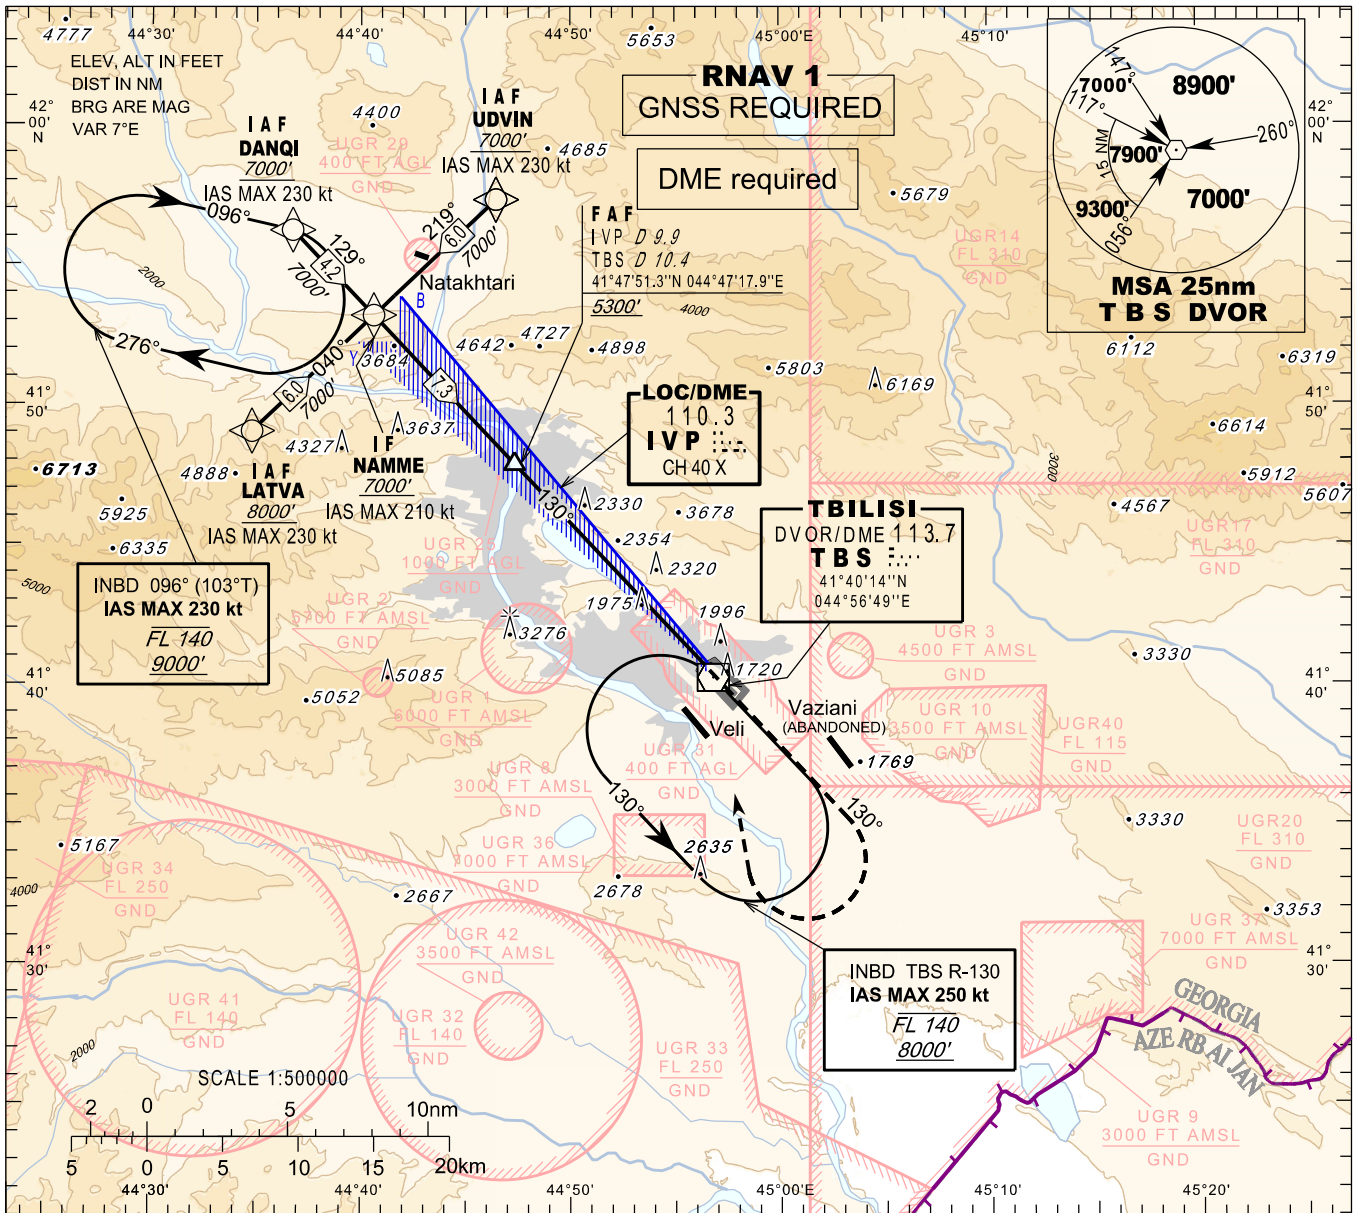 4777
44°30'
44°40'
44°50'
5653
45°00'E
45°10'
ELEV, ALT IN FEET
DIST IN NM
BRG ARE MAG
VAR 7°E
42°
00'
N
RNAV 1
GNSS REQUIRED
DME required
147°
7000'
117°
8900'
260°
15 NM
7900'
9300'
056°
7000'
MSA 25nm
TBS DVOR
42°
00'
N
IAF
DANQI
7000'
IAS MAX 230 kt
4400
UGR 29
400 FT AGL
GND
IAF
UDVIN
7000'
IAS MAX 230 kt
4685
5679
096°
129°
4.2
7000'
219°
6.0
7000'
Natakhtari
FAF
IVP D 9.9
TBS D 10.4
41°47'51.3"N 044°47'17.9"E
5300'
4000
UGR14
FL 310
GND
2000
276°
B
Y
3684
4642
4727
4898
5803
6169
6112
6319
040°
6.0
7000'
7.3
LOC/DME
110.3
IVP
CH 40 X
41°
50'
41°
50'
6614
5912
5607
4567
3000
6713
4888
4327
3637
IAF
LATVA
8000'
IAS MAX 230 kt
IF
NAMME
7000'
IAS MAX 210 kt
130°
2330
3678
2354
2320
5925
6335
5000
UGR 25
1000 FT AGL
GND
TBILISI
DVOR/DME 113.7
TBS
41°40'14"N
044°56'49"E
UGR17
FL 310
GND
INBD 096° (103°T)
IAS MAX 230 kt
FL 140
9000'
UGR 2
GND
1975
1996
1720
3276
5085
5052
UGR 1
6000 FT AMSL
GND
UGR 3
4500 FT AMSL
GND
3330
41°
40'
41°
40'
Veli
Vaziani
(ABANDONED)
1769
UGR 10
3500 FT AMSL
GND
UGR40
FL 115
GND
UGR 31
400 FT AGL
GND
UGR 8
3000 FT AMSL
GND
130°
130°
3330
UGR20
FL 310
GND
5167
UGR 34
FL 250
GND
4000
UGR 36
7000 FT AMSL
GND
2635
2678
2667
3353
UGR 37
7000 FT AMSL
GND
41°
30'
41°
30'
UGR 42
3500 FT AMSL
GND
INBD TBS R-130
IAS MAX 250 kt
FL 140
8000'
UGR 41
FL 140
GND
UGR 32
FL 140
GND
UGR 33
FL 250
GND
2000
GEORGIA
AZERBAIJAN
UGR 9
3000 FT AMSL
GND
SCALE 1:500000
2 0 5 10nm
5 0 5 10 15 20km
44°30'
44°40'
44°50'
45°00'E
45°10'
45°20'